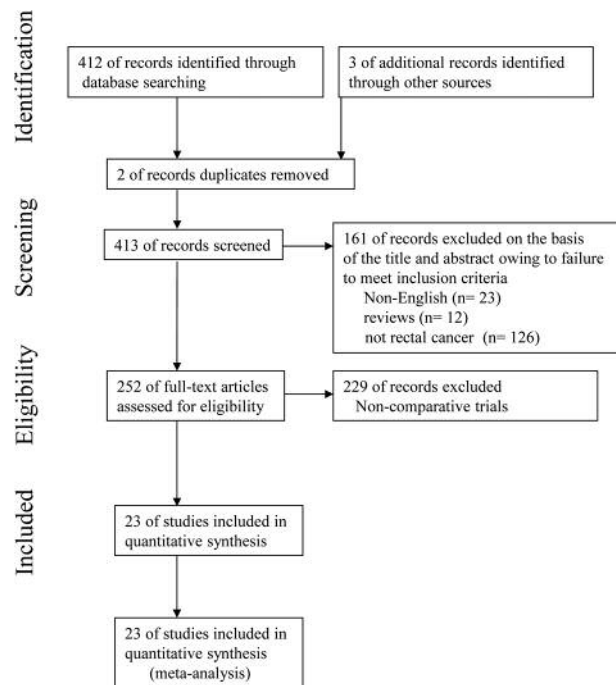 Identification
412 of records identified through
database searching
3 of additional records identified
through other sources
2 of records duplicates removed
Screening
413 of records screened
161 of records excluded on the basis
of the title and abstract owing to failure
to meet inclusion criteria
Non-English (n= 23)
reviews (n= 12)
not rectal cancer (n= 126)
Eligibility
252 of full-text articles
assessed for eligibility
229 of records excluded
Non-comparative trials
Included
23 of studies included in
quantitative synthesis
23 of studies included in
quantitative synthesis
(meta-analysis)